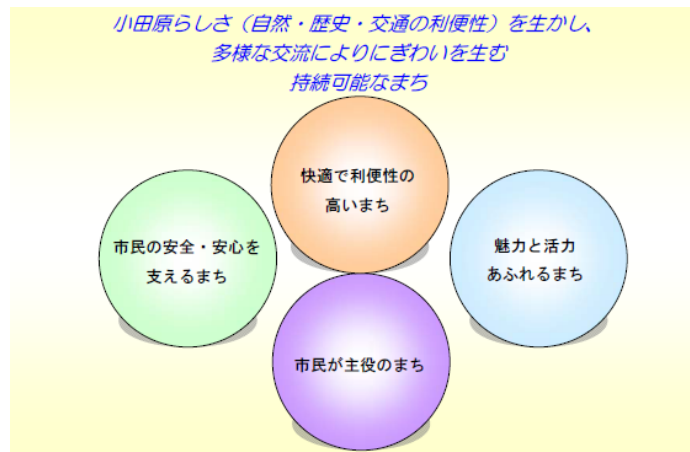 小田原らしさ（自然・歴史・交通の利便性）を生かし、
多様な交流によりにぎわいを生む
持続可能なまち
快適で利便性の
高いまち
市民の安全・安心を
支えるまち
魅力と活力
あふれるまち
市民が主役のまち